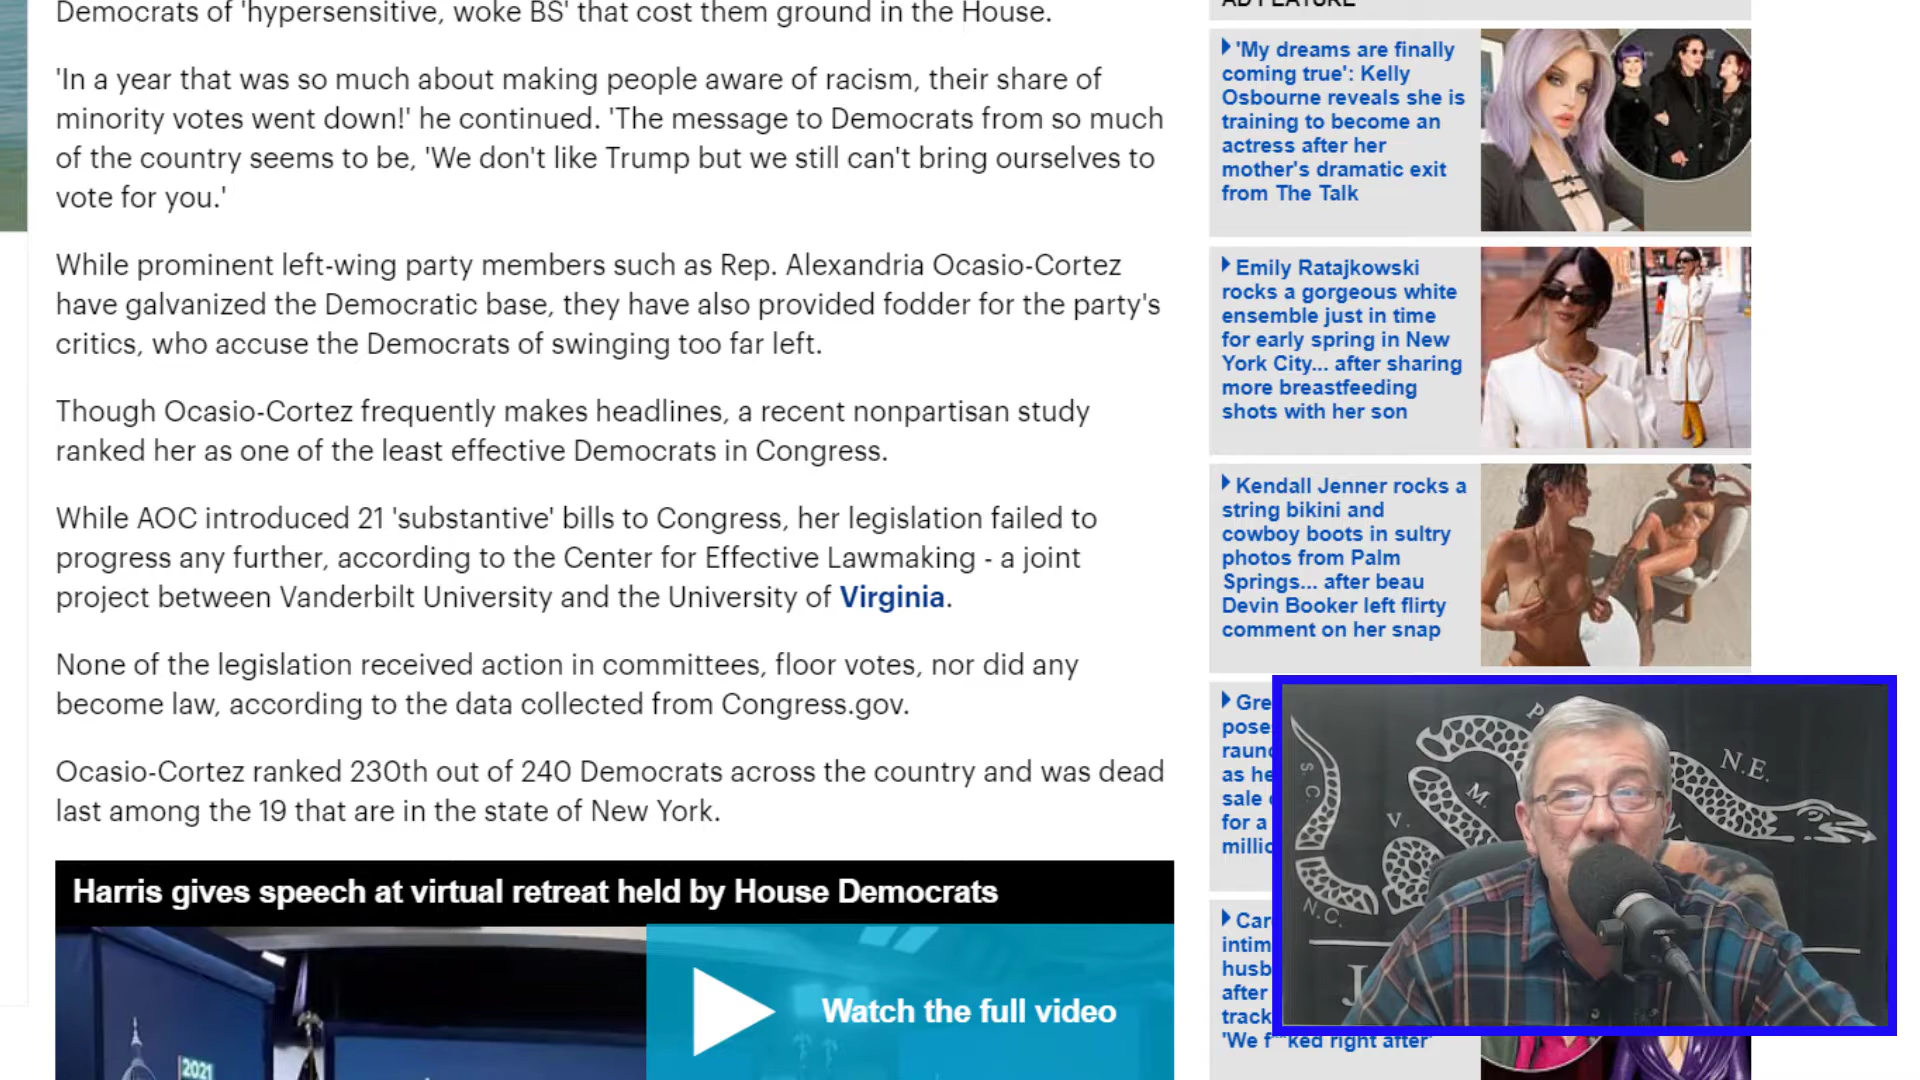 Democrats of 'hypersensitive, woke BS' that cost them ground in the House.
'In a year that was so much about making people aware of racism, their share of
minority votes went down!' he continued. 'The message to Democrats from so much
of the country seems to be, 'We don't like Trump but we still can't bring ourselves to
vote for you.'
While prominent left-wing party members such as Rep. Alexandria Ocasio-Cortez
have galvanized the Democratic base, they have also provided fodder for the party's
critics, who accuse the Democrats of swinging too far left.
Though Ocasio-Cortez frequently makes headlines, a recent nonpartisan study
ranked her as one of the least effective Democrats in Congress.
While AOC introduced 21 'substantive' bills to Congress, her legislation failed to
progress any further, according to the Center for Effective Lawmaking - a joint
project between Vanderbilt University and the University of Virginia.
None of the legislation received action in committees, floor votes, nor did any
become law, according to the data collected from Congress.gov.
Ocasio-Cortez ranked 230th out of 240 Democrats across the country and was dead
last among the 19 that are in the state of New York.
Harris gives speech at virtual retreat held by House Democrats
2021
Watch the full video
AD FEATURE
'My dreams are finally
coming true': Kelly
Osbourne reveals she is
training to become an
actress after her
mother's dramatic exit
from The Talk
Emily Ratajkowski
rocks a gorgeous white
ensemble just in time
for early spring in New
York City... after sharing
more breastfeeding
shots with her son
Kendall Jenner rocks a
string bikini and
cowboy boots in sultry
photos from Palm
Springs... after beau
Devin Booker left flirty
comment on her snap
Gre
pose
raun
as he
sale
for a
millio
Car
intim
husb
after
track
'We f**ked right after'
S. C.
N.C.
V.
M.
P.
N.E.
J